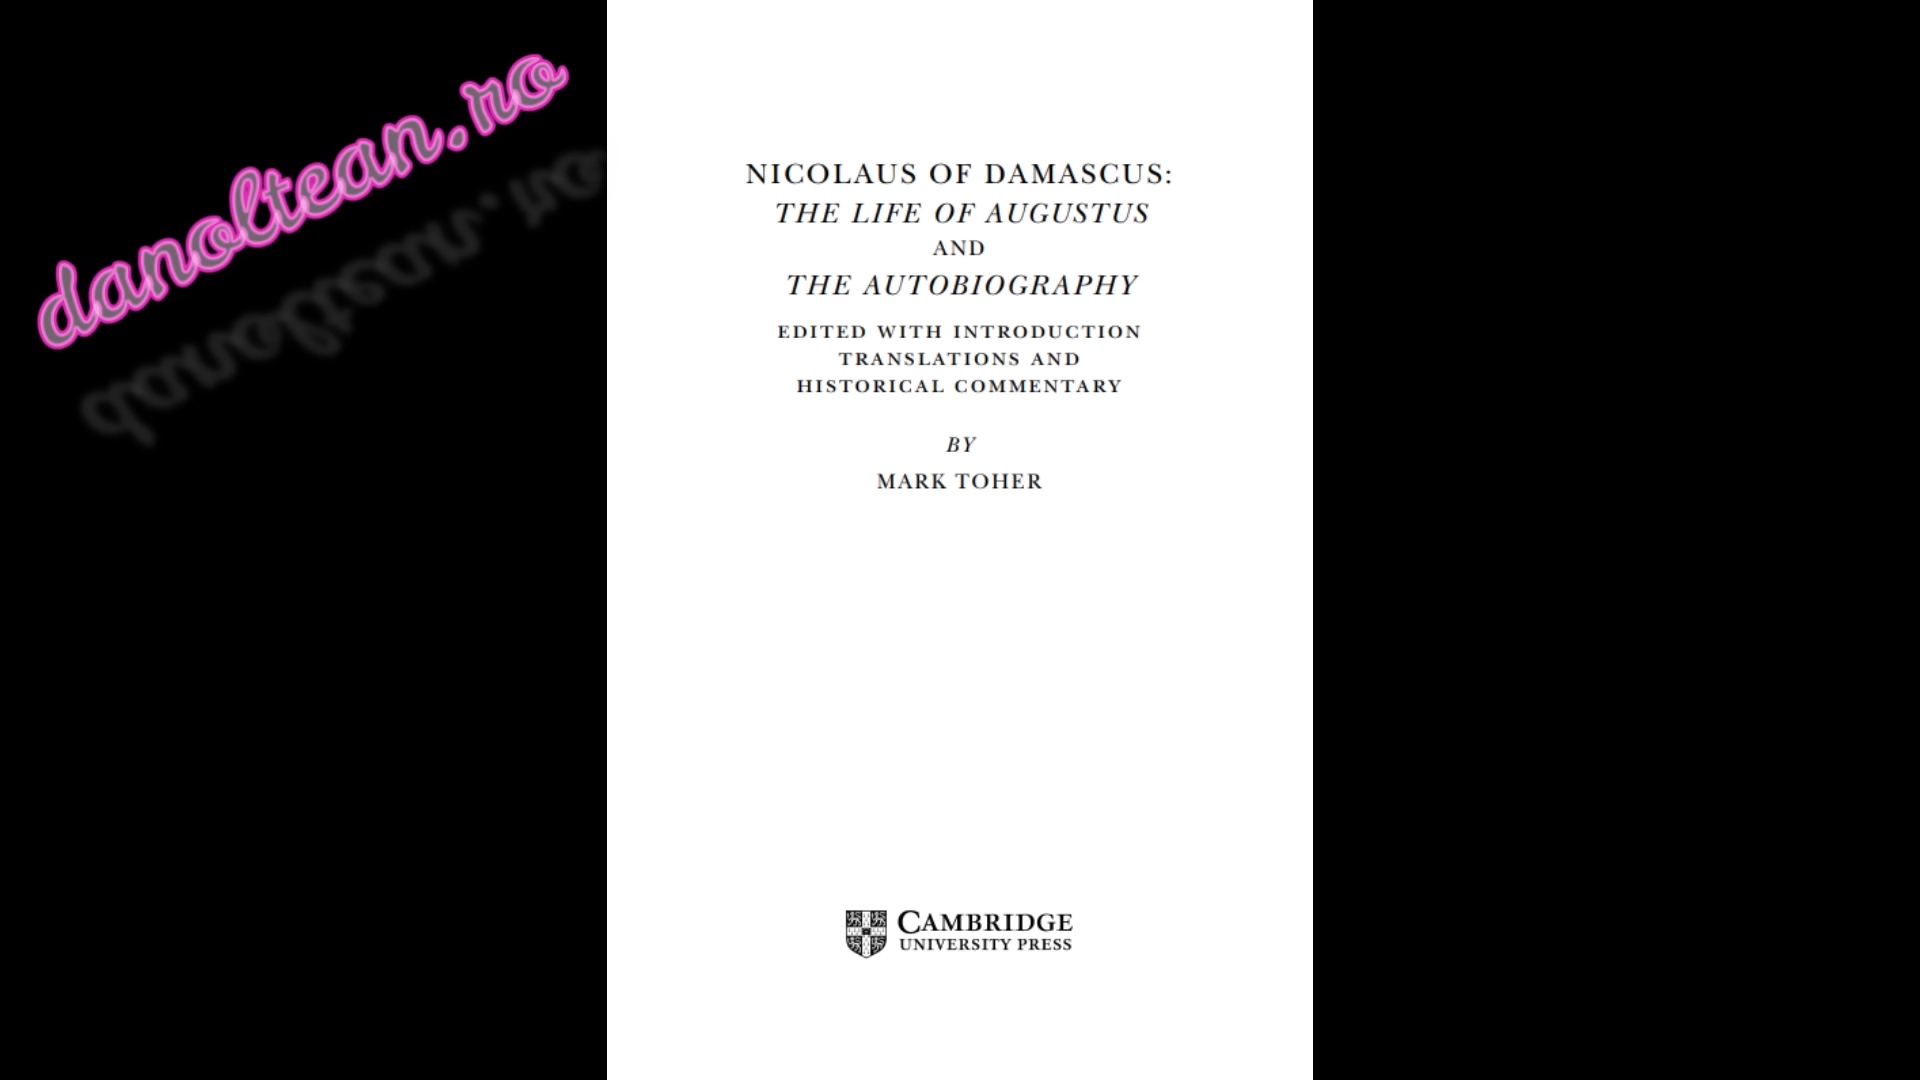 danoltean.ro
NICOLAUS OF DAMASCUS:
THE LIFE OF AUGUSTUS
AND
THE AUTOBIOGRAPHY
EDITED WITH INTRODUCTION
TRANSLATIONS AND
HISTORICAL COMMENTARY
BY
MARK TOHER
CAMBRIDGE
UNIVERSITY PRESS